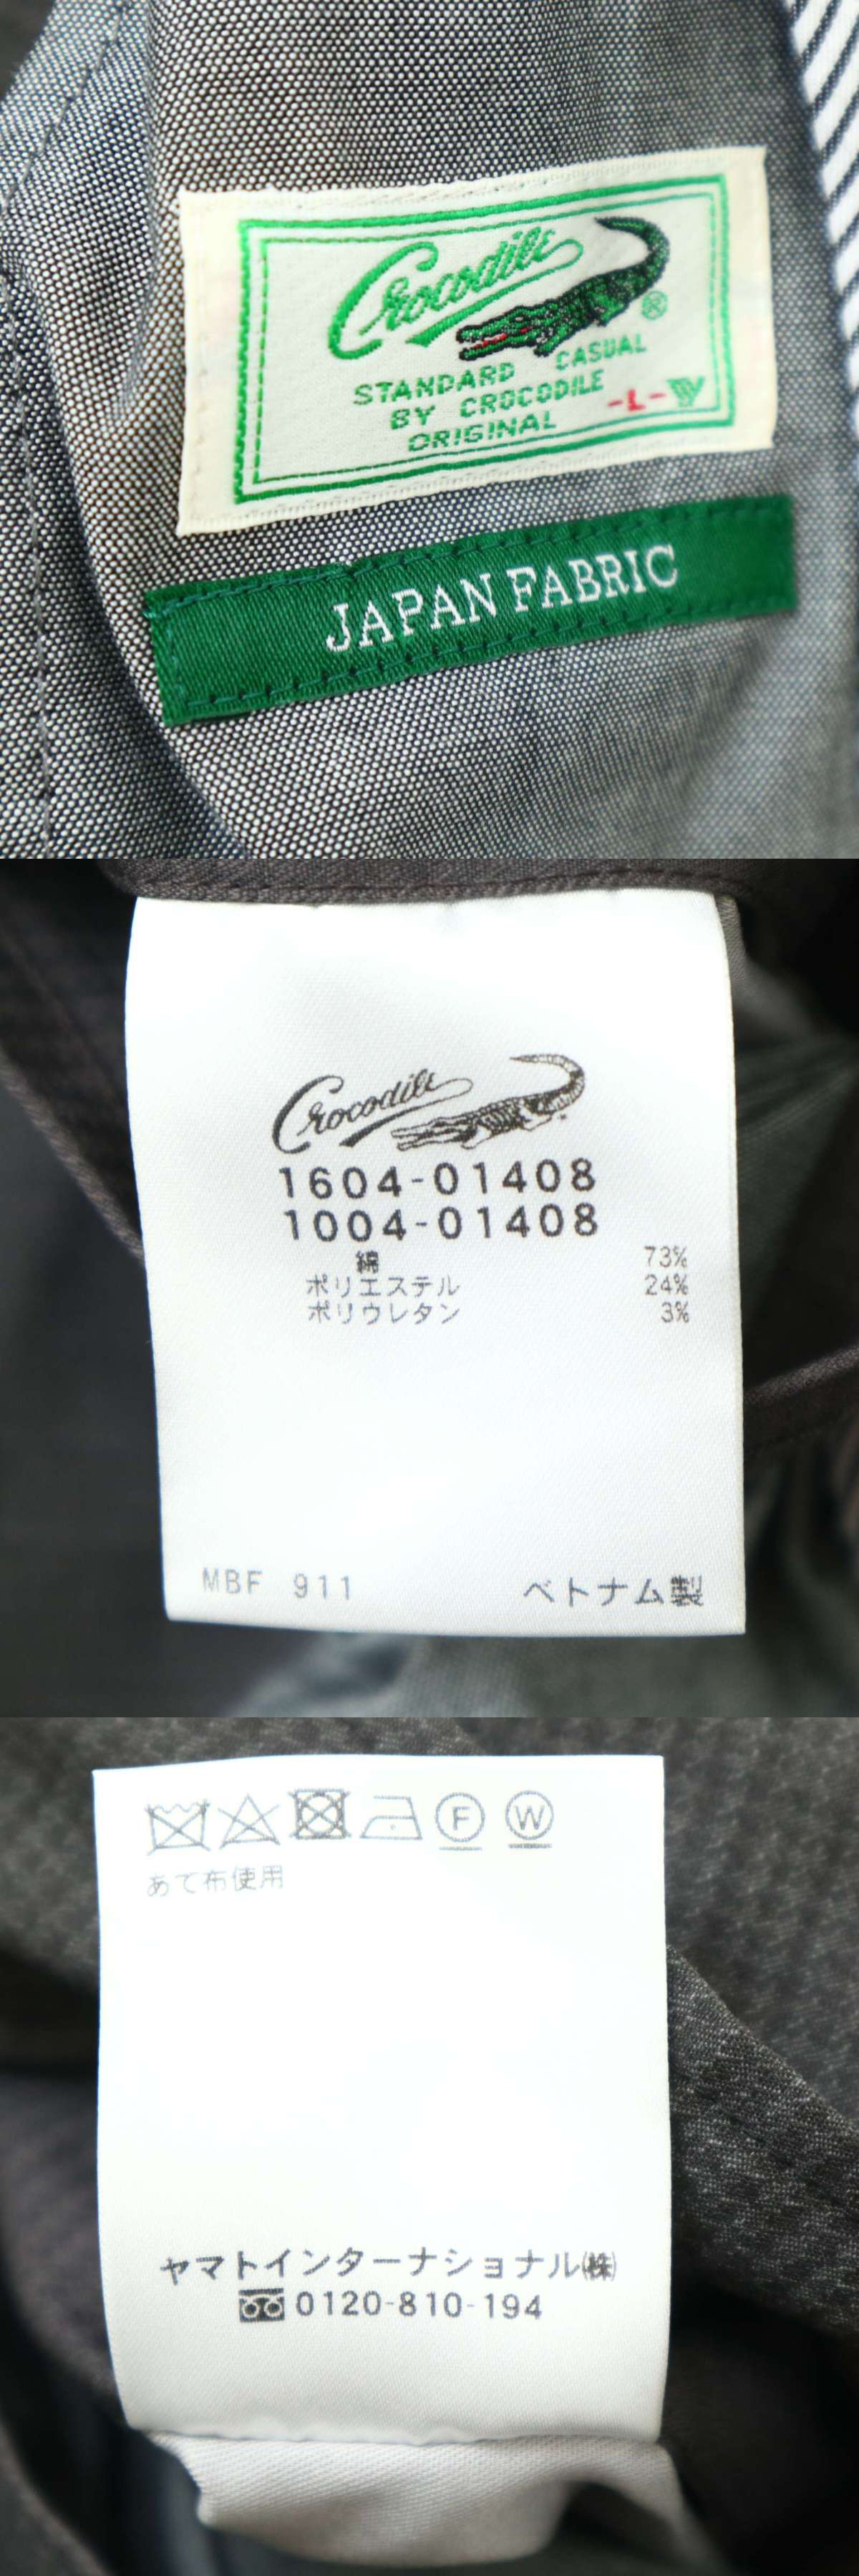 Crocodile
®
STANDARD CASUAL
BY CROCODILE
ORIGINAL
-L-
JAPAN FABRIC
Crocodile
1604-01408
1004-01408
綿 73%
ポリエステル 24%
ポリウレタン 3%
MBF 911 ベトナム製
F W
あて布使用
ヤマトインターナショナル㈱
0120-810-194